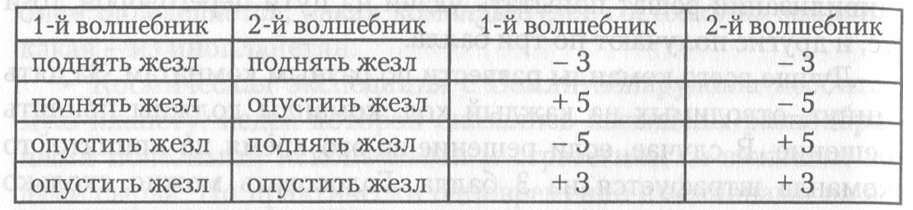 1-й волшебник 2-й волшебник 1-й волшебник 2-й волшебник
поднять жезл поднять жезл – 3 – 3
поднять жезл опустить жезл + 5 – 5
опустить жезл поднять жезл – 5 + 5
опустить жезл опустить жезл + 3 + 3